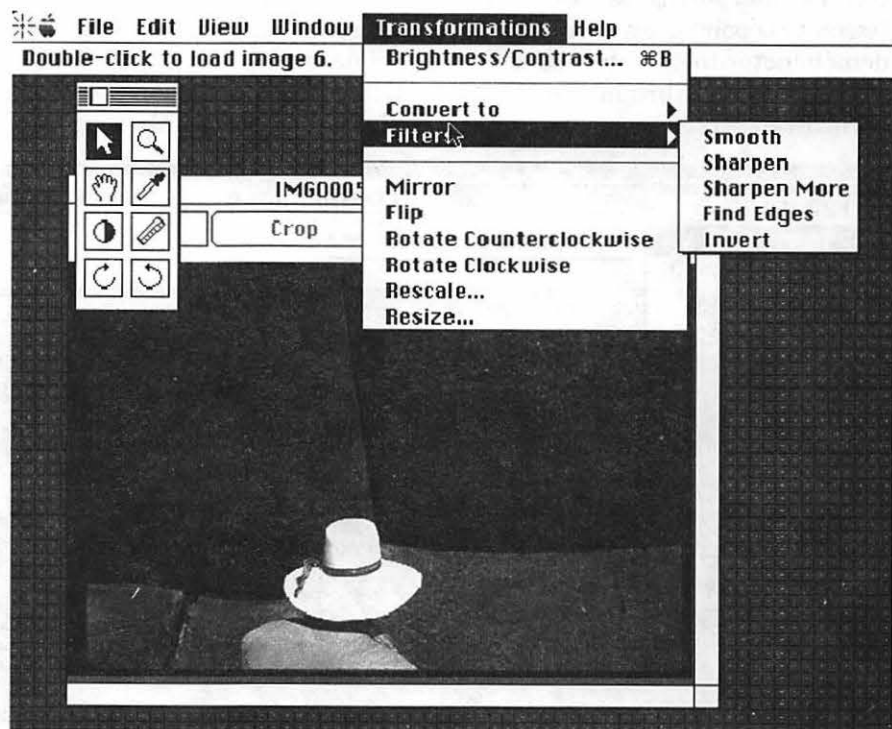 File Edit View Window Transformations Help
Double-click to load image 6.
Brightness/Contrast... ⌘B
Convert to
Filters
Smooth
Sharpen
Sharpen More
Find Edges
Invert
Mirror
Flip
Rotate Counterclockwise
Rotate Clockwise
Rescale...
Resize...
IMG0005
Crop